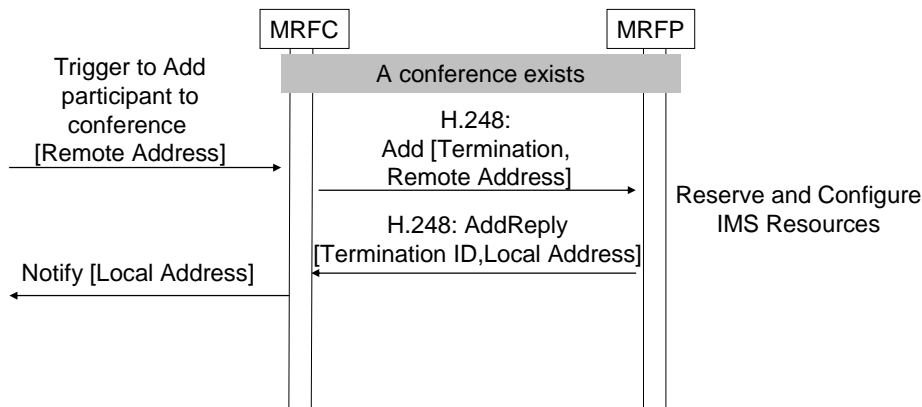 MRFC
MRFP
A conference exists
Trigger to Add
participant to
conference
[Remote Address]
H.248:
Add [Termination,
Remote Address]
Reserve and Configure
IMS Resources
H.248: AddReply
[Termination ID,Local Address]
Notify [Local Address]